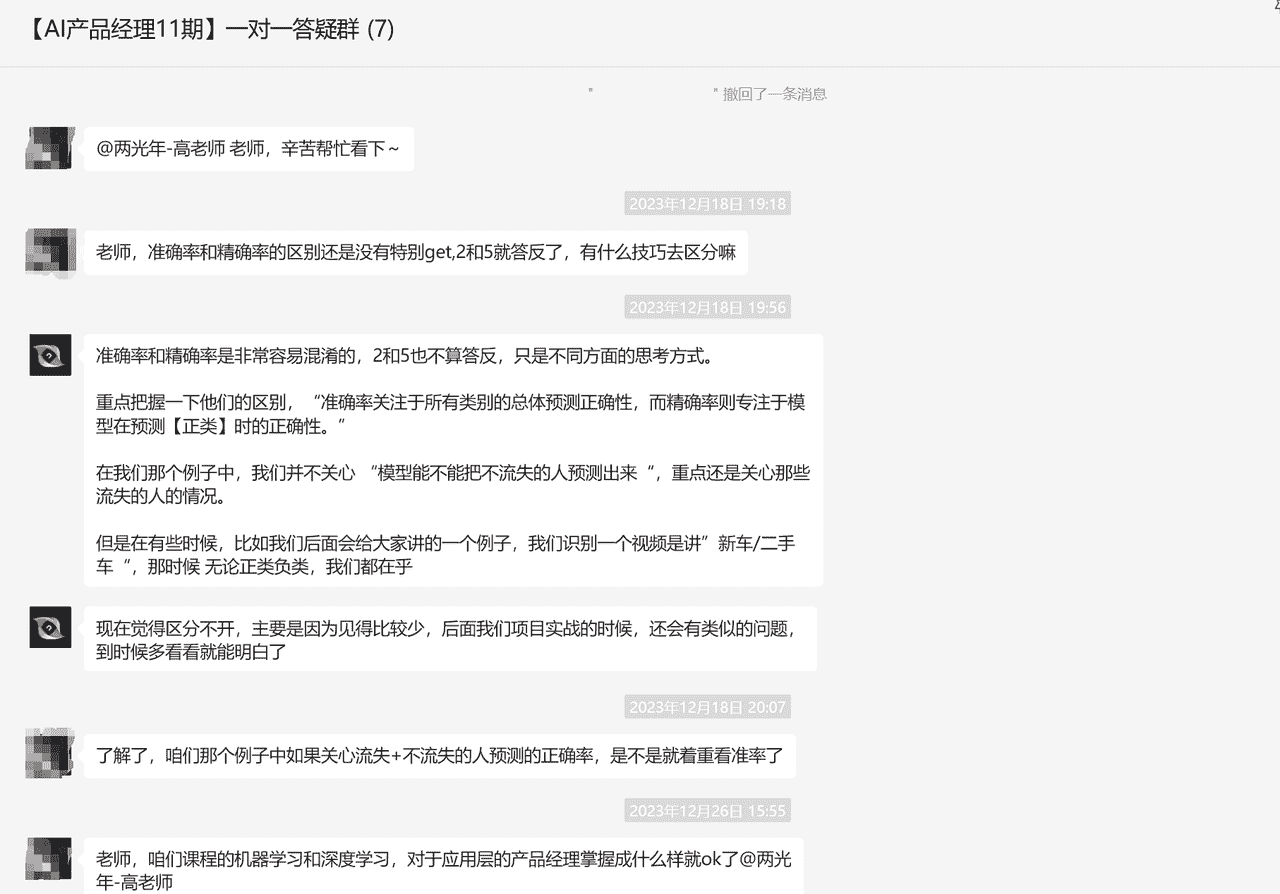 【AI产品经理11期】一对一答疑群 (7)
" " 撤回了一条消息
@两光年-高老师 老师，辛苦帮忙看下～
2023年12月18日 19:18
老师，准确率和精确率的区别还是没有特别get,2和5就答反了，有什么技巧去区分嘛
2023年12月18日 19:56
准确率和精确率是非常容易混淆的，2和5也不算答反，只是不同方面的思考方式。
重点把握一下他们的区别，“准确率关注于所有类别的总体预测正确性，而精确率则专注于模
型在预测【正类】时的正确性。”
在我们那个例子中，我们并不关心 “模型能不能把不流失的人预测出来“，重点还是关心那些
流失的人的情况。
但是在有些时候，比如我们后面会给大家讲的一个例子，我们识别一个视频是讲”新车/二手
车“，那时候 无论正类负类，我们都在乎
现在觉得区分不开，主要是因为见得比较少，后面我们项目实战的时候，还会有类似的问题，
到时候多看看就能明白了
2023年12月18日 20:07
了解了，咱们那个例子中如果关心流失+不流失的人预测的正确率，是不是就着重看准率了
2023年12月26日 15:55
老师，咱们课程的机器学习和深度学习，对于应用层的产品经理掌握成什么样就ok了@两光
年-高老师